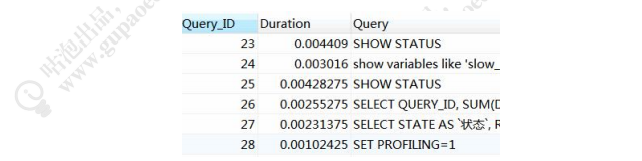 Query_ID Duration Query
23 0.004409 SHOW STATUS
24 0.003016 show variables like 'slow_
25 0.00428275 SHOW STATUS
26 0.00255275 SELECT QUERY_ID, SUM(D
27 0.00231375 SELECT STATE AS `状态`, R
28 0.00102425 SET PROFILING=1
咕泡出品,
www.gupaoed